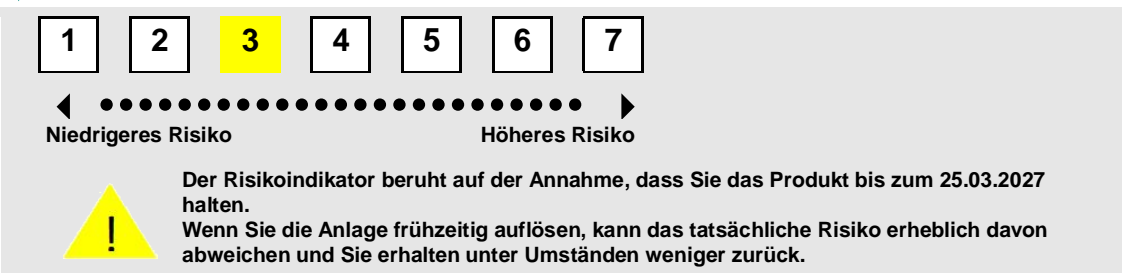 1 2 3 4 5 6 7
Niedrigeres Risiko Höheres Risiko
Der Risikoindikator beruht auf der Annahme, dass Sie das Produkt bis zum 25.03.2027
halten.
Wenn Sie die Anlage frühzeitig auflösen, kann das tatsächliche Risiko erheblich davon
abweichen und Sie erhalten unter Umständen weniger zurück.
!